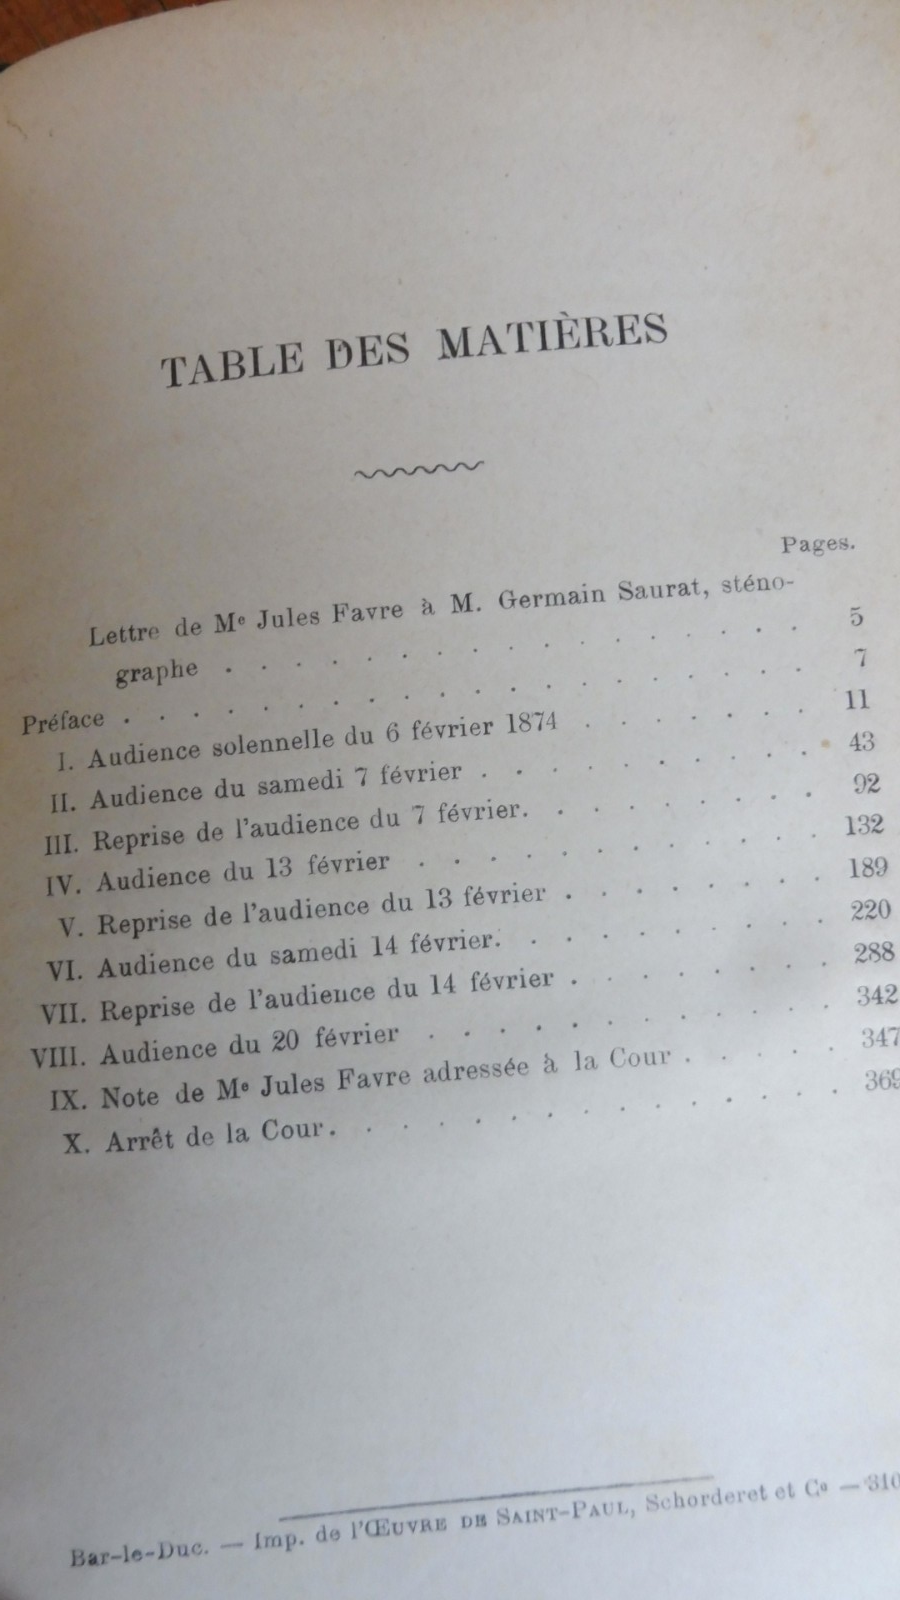 TABLE DES MATIÈRES
Pages.
Lettre de Mᵉ Jules Favre à M. Germain Saurat, sténo-
graphe . . . . . . . . . . . . . . . . . 5
Préface . . . . . . . . . . . . . . . . . . . . 7
I. Audience solennelle du 6 février 1874 . . . . . . . 11
II. Audience du samedi 7 février . . . . . . . . . . 43
III. Reprise de l'audience du 7 février. . . . . . . . . 92
IV. Audience du 13 février . . . . . . . . . . . . 132
V. Reprise de l'audience du 13 février . . . . . . . . 189
VI. Audience du samedi 14 février. . . . . . . . . . 220
VII. Reprise de l'audience du 14 février . . . . . . . . 288
VIII. Audience du 20 février . . . . . . . . . . . . 342
IX. Note de Mᵉ Jules Favre adressée à la Cour . . . . . 347
X. Arrêt de la Cour. . . . . . . . . . . . . . . 369
Bar-le-Duc. — Imp. de l'ŒUVRE DE SAINT-PAUL, Schorderet et Cᵒ — 310